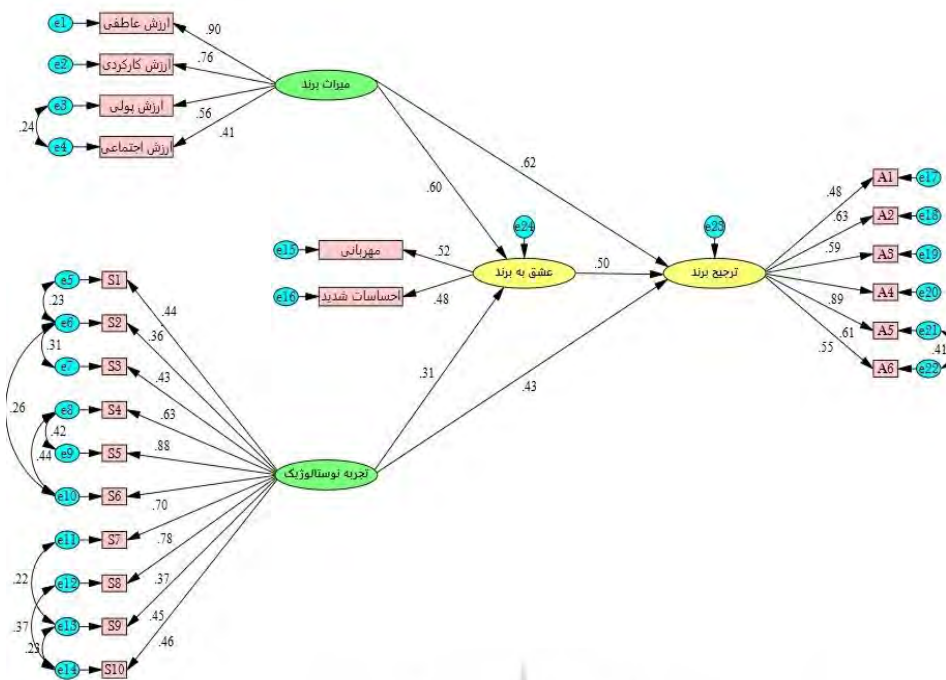 e1
ارزش عاطفی
.90
e2
ارزش کارکردی
.76
میراث برند
e3
ارزش پولی
.56
.24
e4
ارزش اجتماعی
.41
.62
.60
e17
A1
.48
e18
A2
.63
e24
e23
e19
A3
.59
e15
مهربانی
.52
عشق به برند
.50
ترجیح برند
e20
A4
.89
e16
احساسات شدید
.48
e21
A5
.61
.41
e22
A6
.55
e5
S1
.44
.23
e6
S2
.36
.31
e7
S3
.43
.26
e8
S4
.63
.42
e9
S5
.88
.44
e10
S6
.70
تجربه نوستالوژیک
.31
.43
e11
S7
.78
.22
e12
S8
.37
.37
e13
S9
.45
.23
e14
S10
.46